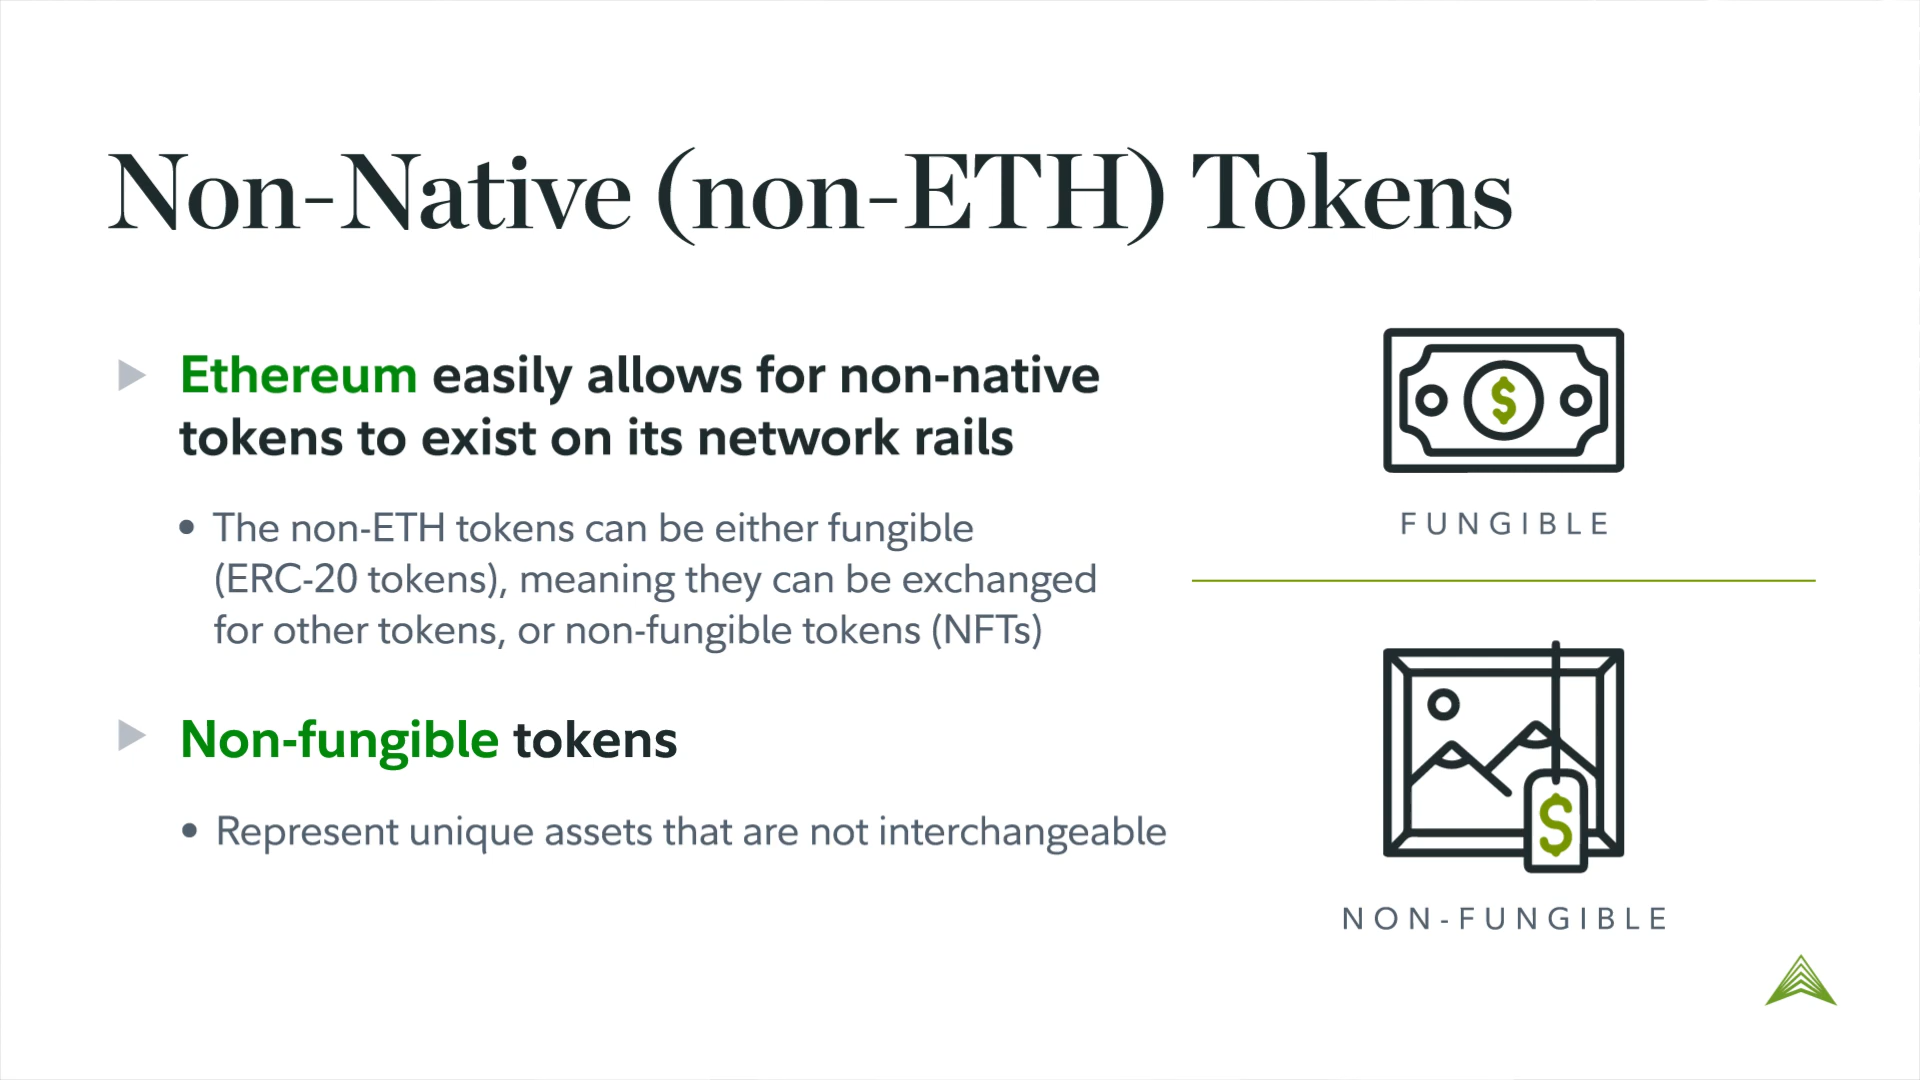 Non-Native (non-ETH) Tokens
Ethereum easily allows for non-native
tokens to exist on its network rails
• The non-ETH tokens can be either fungible
(ERC-20 tokens), meaning they can be exchanged
for other tokens, or non-fungible tokens (NFTs)
Non-fungible tokens
• Represent unique assets that are not interchangeable
$
FUNGIBLE
$
NON-FUNGIBLE